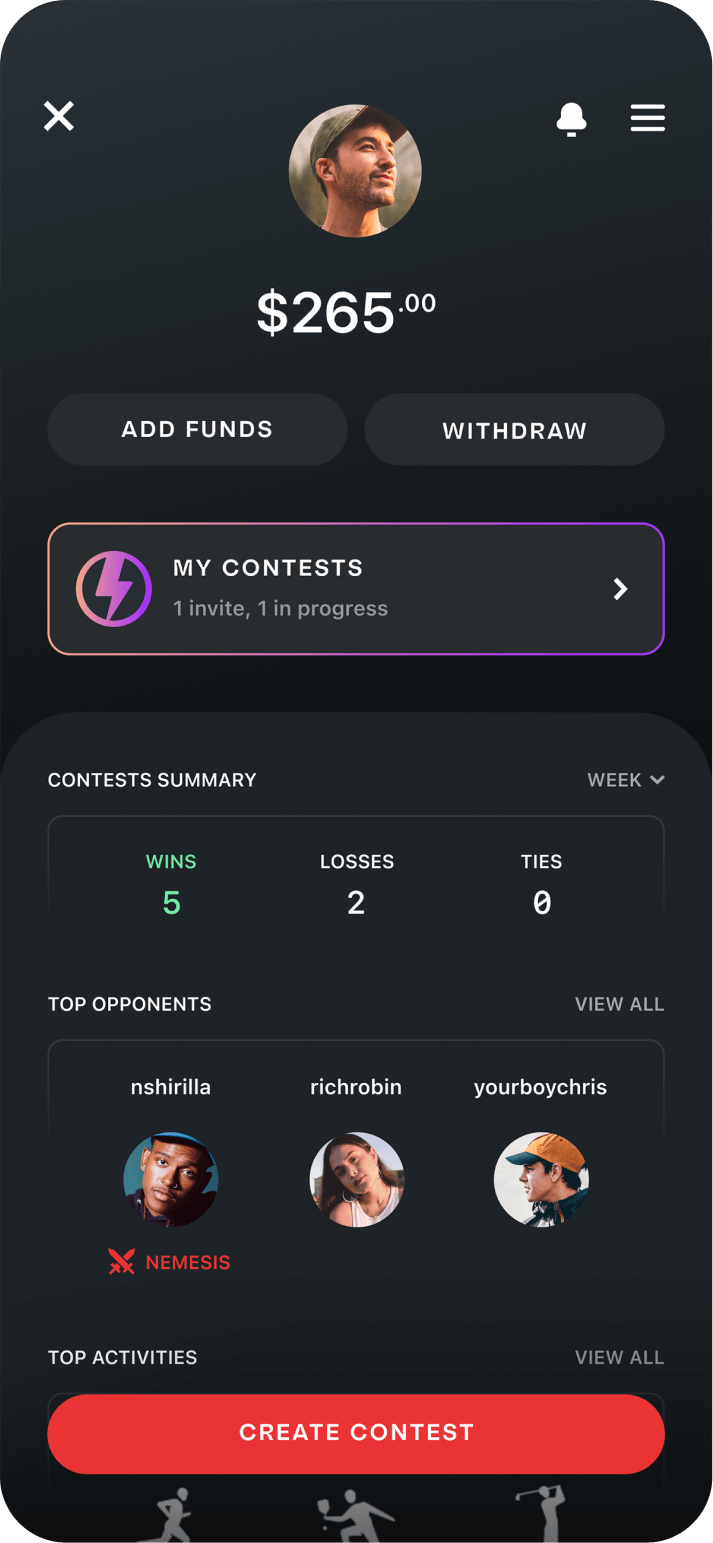 $265.00
ADD FUNDS WITHDRAW
MY CONTESTS
1 invite, 1 in progress
CONTESTS SUMMARY WEEK
WINS LOSSES TIES
5 2 0
TOP OPPONENTS VIEW ALL
nshirilla richrobin yourboychris
NEMESIS
TOP ACTIVITIES VIEW ALL
CREATE CONTEST